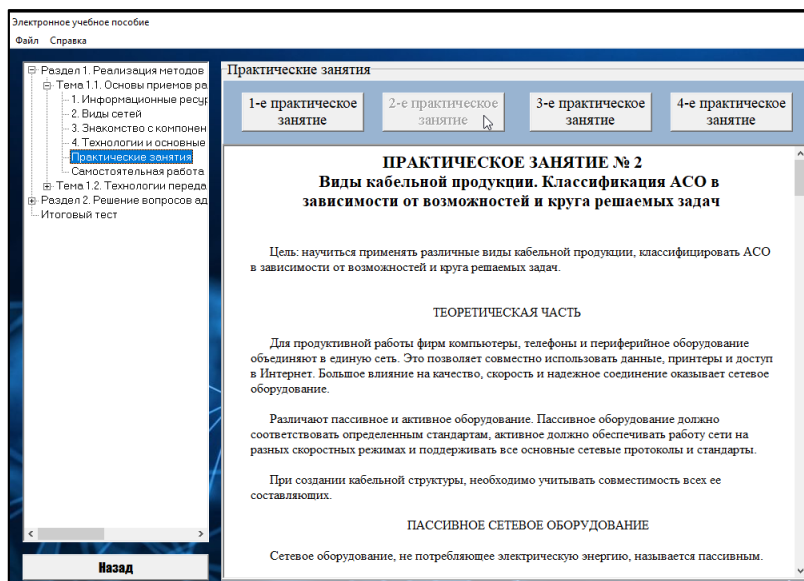 Электронное учебное пособие
Файл Справка
Раздел 1. Реализация методов
Тема 1.1. Основы приемов ра
1. Информационные ресур
2. Виды сетей
3. Знакомство с компонен
4. Технологии и основные
Практические занятия
Самостоятельная работа
Тема 1.2. Технологии переда
Раздел 2. Решение вопросов ад
Итоговый тест
Назад
Практические занятия
1-е практическое занятие
2-е практическое занятие
3-е практическое занятие
4-е практическое занятие
ПРАКТИЧЕСКОЕ ЗАНЯТИЕ № 2
Виды кабельной продукции. Классификация АСО в
зависимости от возможностей и круга решаемых задач
Цель: научиться применять различные виды кабельной продукции, классифицировать АСО
в зависимости от возможностей и круга решаемых задач.
ТЕОРЕТИЧЕСКАЯ ЧАСТЬ
Для продуктивной работы фирм компьютеры, телефоны и периферийное оборудование
объединяют в единую сеть. Это позволяет совместно использовать данные, принтеры и доступ
в Интернет. Большое влияние на качество, скорость и надежное соединение оказывает сетевое
оборудование.
Различают пассивное и активное оборудование. Пассивное оборудование должно
соответствовать определенным стандартам, активное должно обеспечивать работу сети на
разных скоростных режимах и поддерживать все основные сетевые протоколы и стандарты.
При создании кабельной структуры, необходимо учитывать совместимость всех ее
составляющих.
ПАССИВНОЕ СЕТЕВОЕ ОБОРУДОВАНИЕ
Сетевое оборудование, не потребляющее электрическую энергию, называется пассивным.